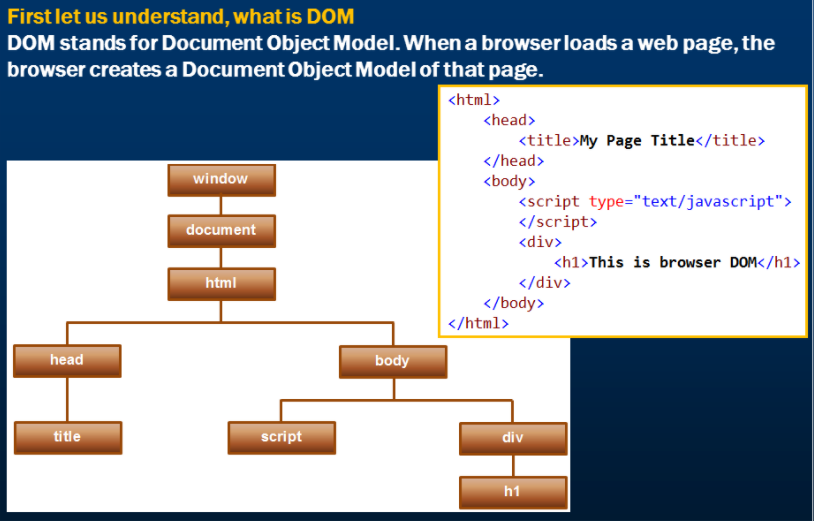 First let us understand, what is DOM
DOM stands for Document Object Model. When a browser loads a web page, the
browser creates a Document Object Model of that page.
<html>
<head>
<title>My Page Title</title>
</head>
<body>
<script type="text/javascript">
</script>
<div>
<h1>This is browser DOM</h1>
</div>
</body>
</html>
window
document
html
head
body
title
script
div
h1